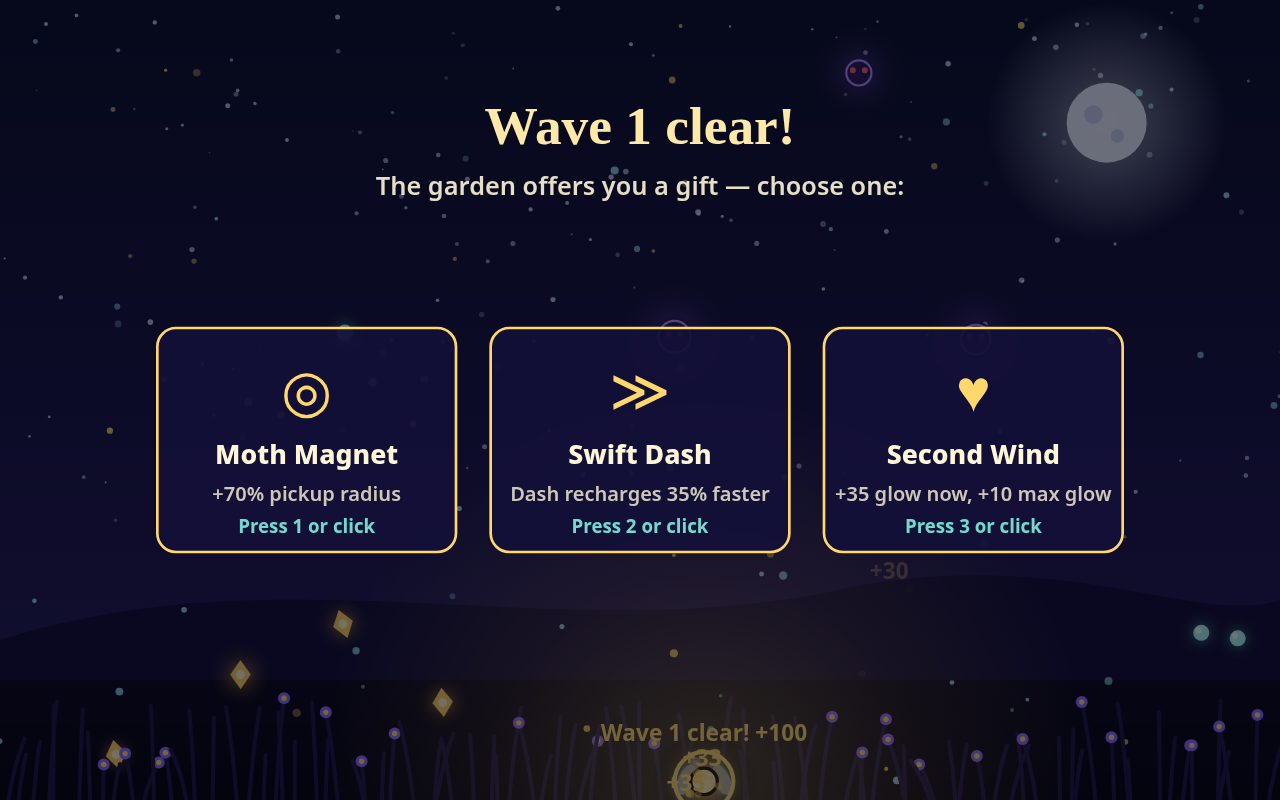 Wave 1 clear!
The garden offers you a gift — choose one:
Moth Magnet
+70% pickup radius
Press 1 or click
Swift Dash
Dash recharges 35% faster
Press 2 or click
Second Wind
+35 glow now, +10 max glow
Press 3 or click
+30
Wave 1 clear! +100
+33